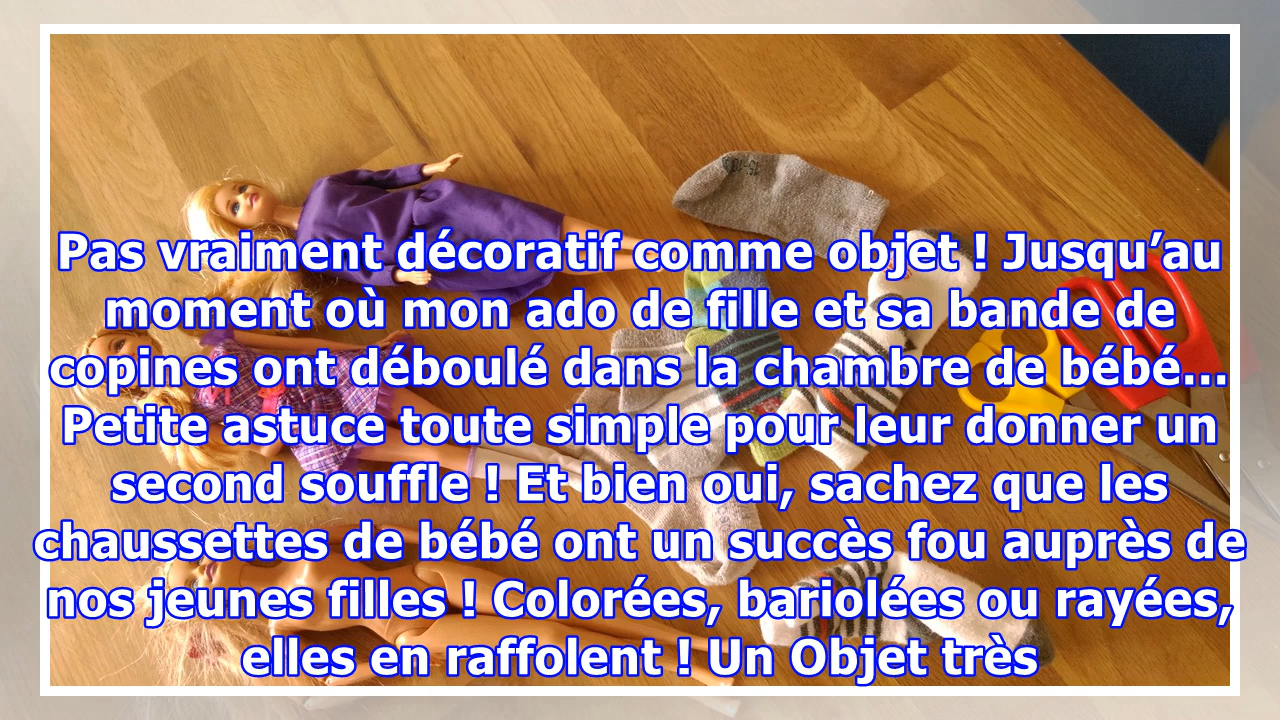 Pas vraiment décoratif comme objet ! Jusqu’au
moment où mon ado de fille et sa bande de
copines ont déboulé dans la chambre de bébé...
Petite astuce toute simple pour leur donner un
second souffle ! Et bien oui, sachez que les
chaussettes de bébé ont un succès fou auprès de
nos jeunes filles ! Colorées, bariolées ou rayées,
elles en raffolent ! Un Objet très